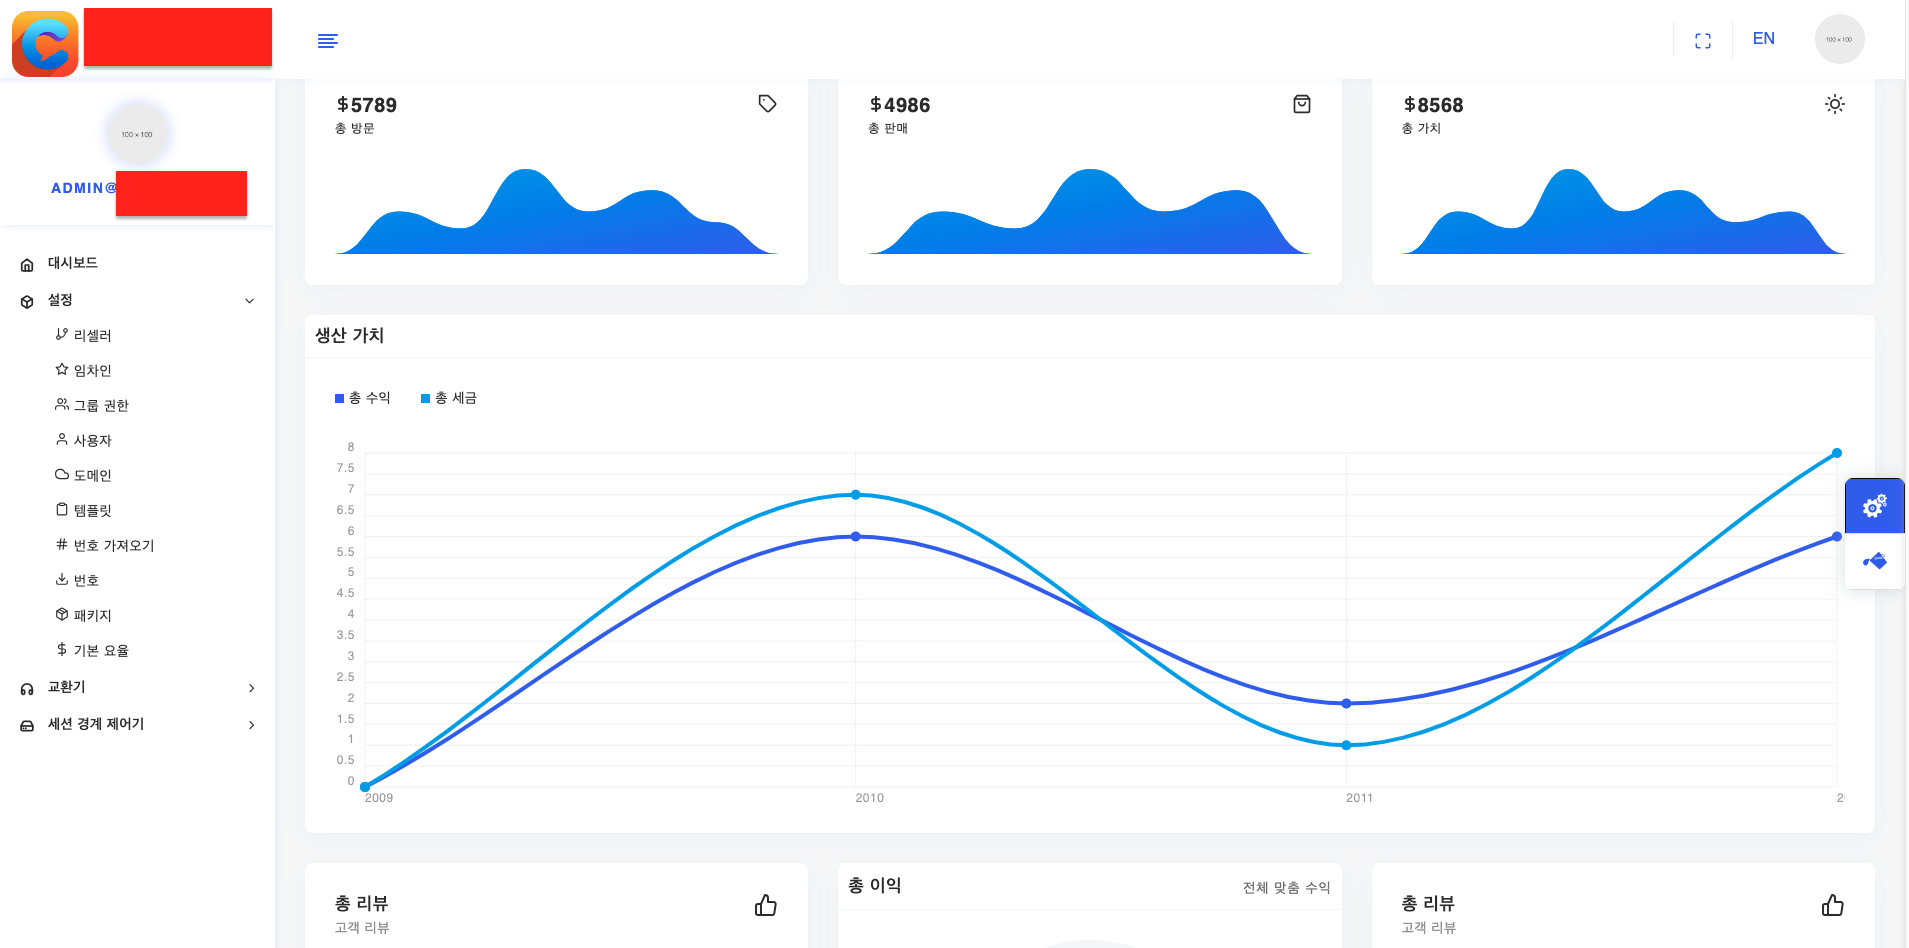 EN
100 × 100
100 × 100
ADMIN@
대시보드
설정
리셀러
임차인
그룹 권한
사용자
도메인
템플릿
번호 가져오기
번호
패키지
기본 요율
교환기
세션 경계 제어기
$5789
총 방문
$4986
총 판매
$8568
총 가치
생산 가치
총 수익
총 세금
8
7.5
7
6.5
6
5.5
5
4.5
4
3.5
3
2.5
2
1.5
1
0.5
0
2009
2010
2011
2
총 리뷰
고객 리뷰
총 이익
전체 맞춤 수익
총 리뷰
고객 리뷰